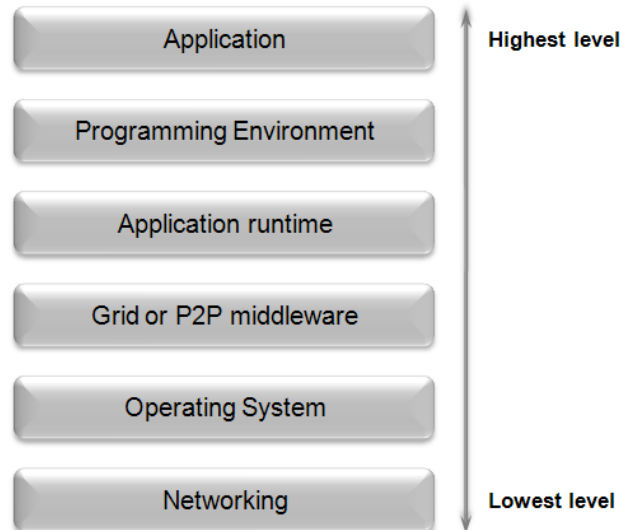 Application
Highest level
Programming Environment
Application runtime
Grid or P2P middleware
Operating System
Networking
Lowest level